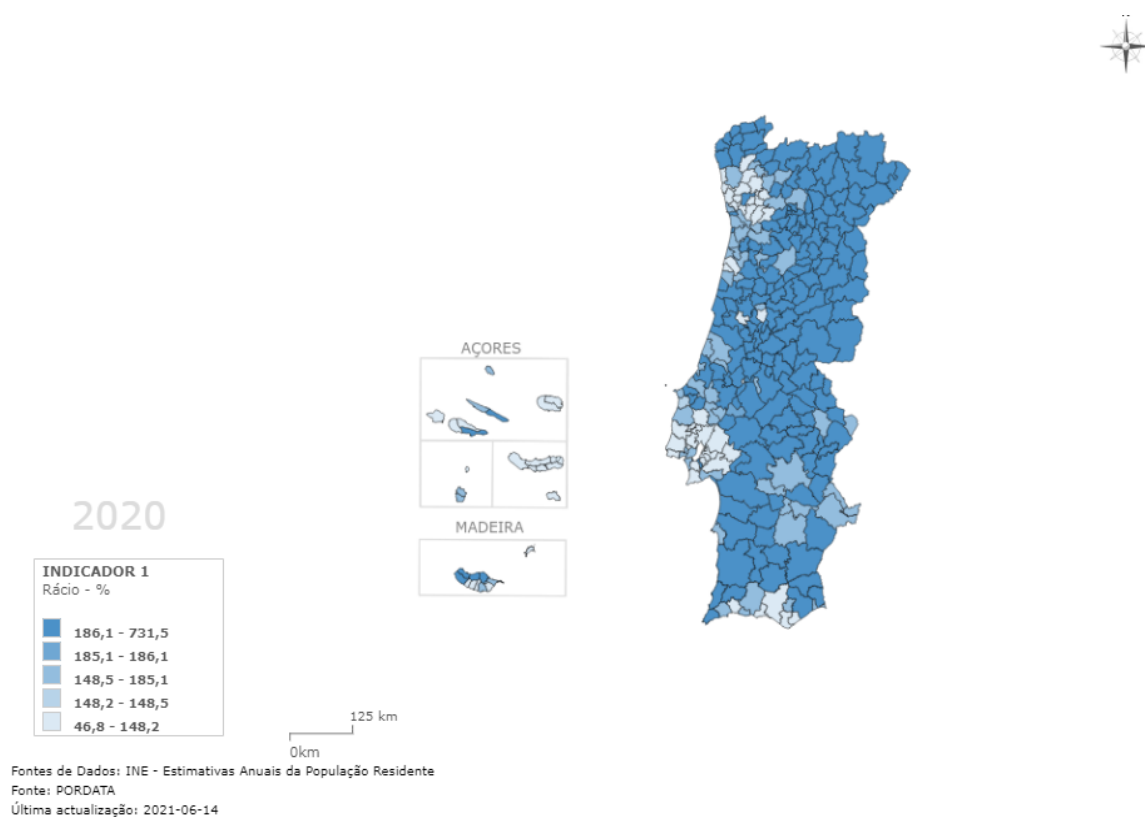 AÇORES
MADEIRA
2020
INDICADOR 1
Rácio - %
186,1 - 731,5
185,1 - 186,1
148,5 - 185,1
148,2 - 148,5
46,8 - 148,2
125 km
0km
Fontes de Dados: INE - Estimativas Anuais da População Residente
Fonte: PORDATA
Última actualização: 2021-06-14